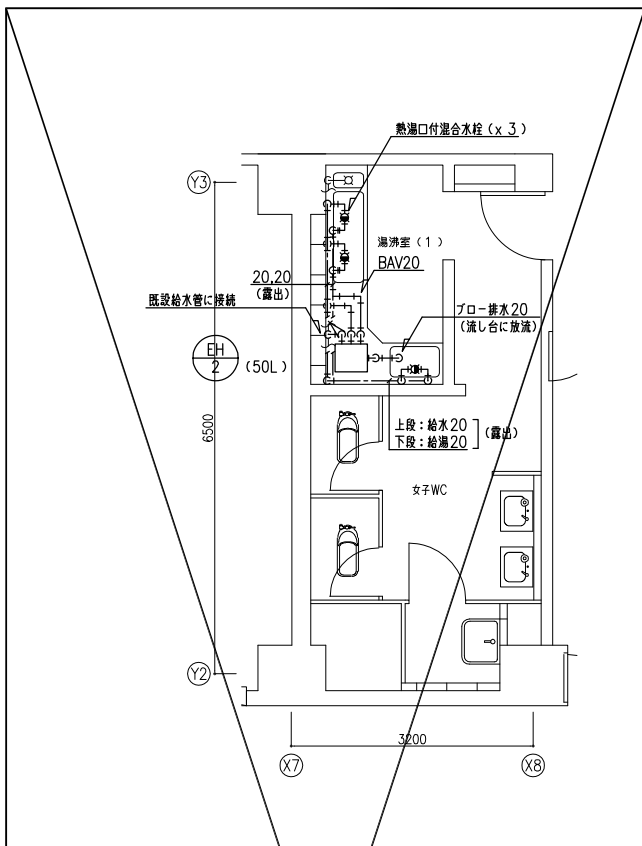 熱湯口付混合水栓(x 3)
Y3
湯沸室(1)
BAV20
20,20
(露出)
既設給水管に接続
ブロー排水20
(流し台に放流)
EH
2
(50L)
6500
上段:給水20
下段:給湯20
(露出)
女子WC
Y2
3200
X7
X8